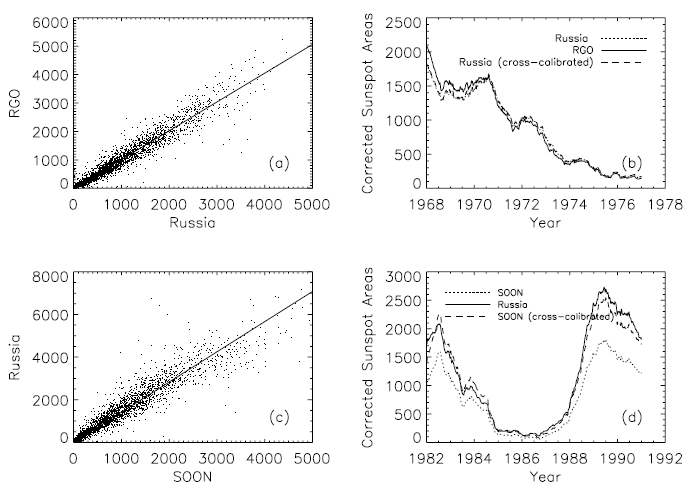 6000
5000
4000
3000
2000
1000
0
RGO
(a)
0 1000 2000 3000 4000 5000
Russia
2500
2000
1500
1000
500
0
Corrected Sunspot Areas
Russia
RGO
Russia (cross-calibrated)
(b)
1968 1970 1972 1974 1976 1978
Year
8000
6000
4000
2000
0
Russia
(c)
0 1000 2000 3000 4000 5000
SOON
3000
2500
2000
1500
1000
500
0
Corrected Sunspot Areas
SOON
Russia
SOON (cross-calibrated)
(d)
1982 1984 1986 1988 1990 1992
Year